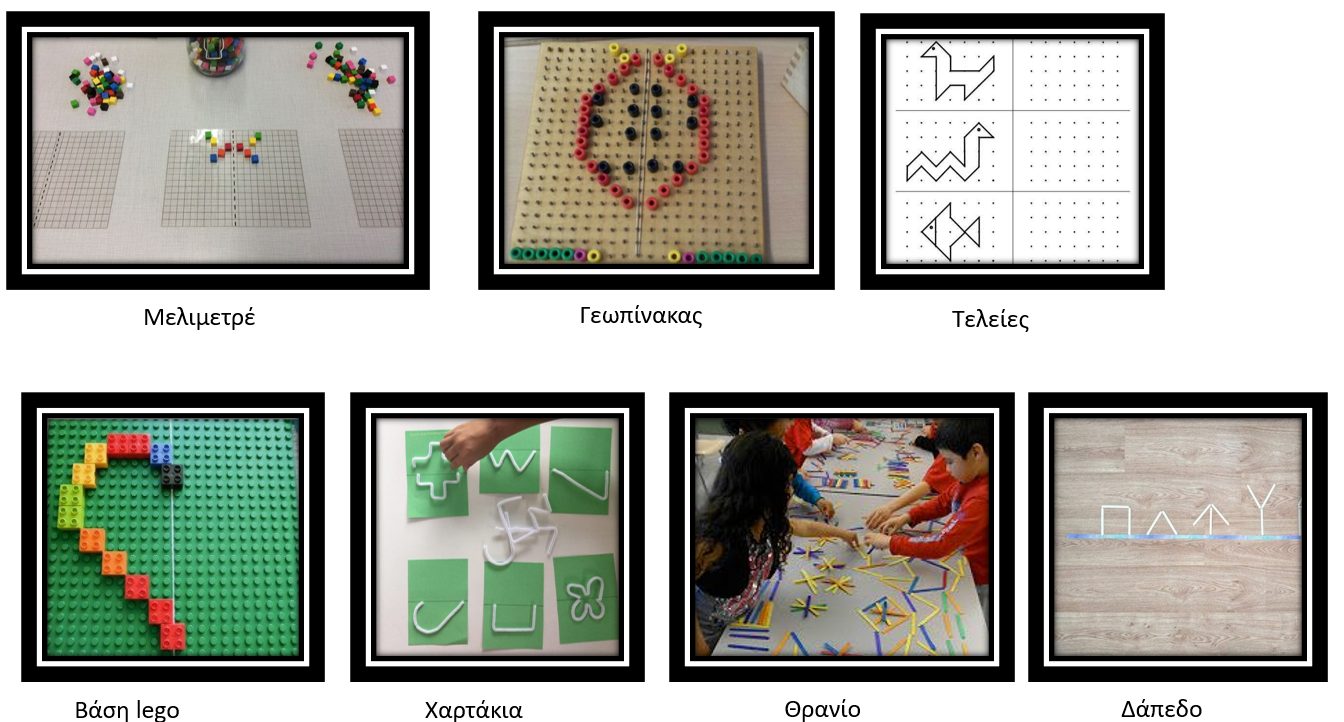 Μελιμετρέ
Γεωπίνακας
Τελείες
Βάση lego
Χαρτάκια
Θρανίο
Δάπεδο